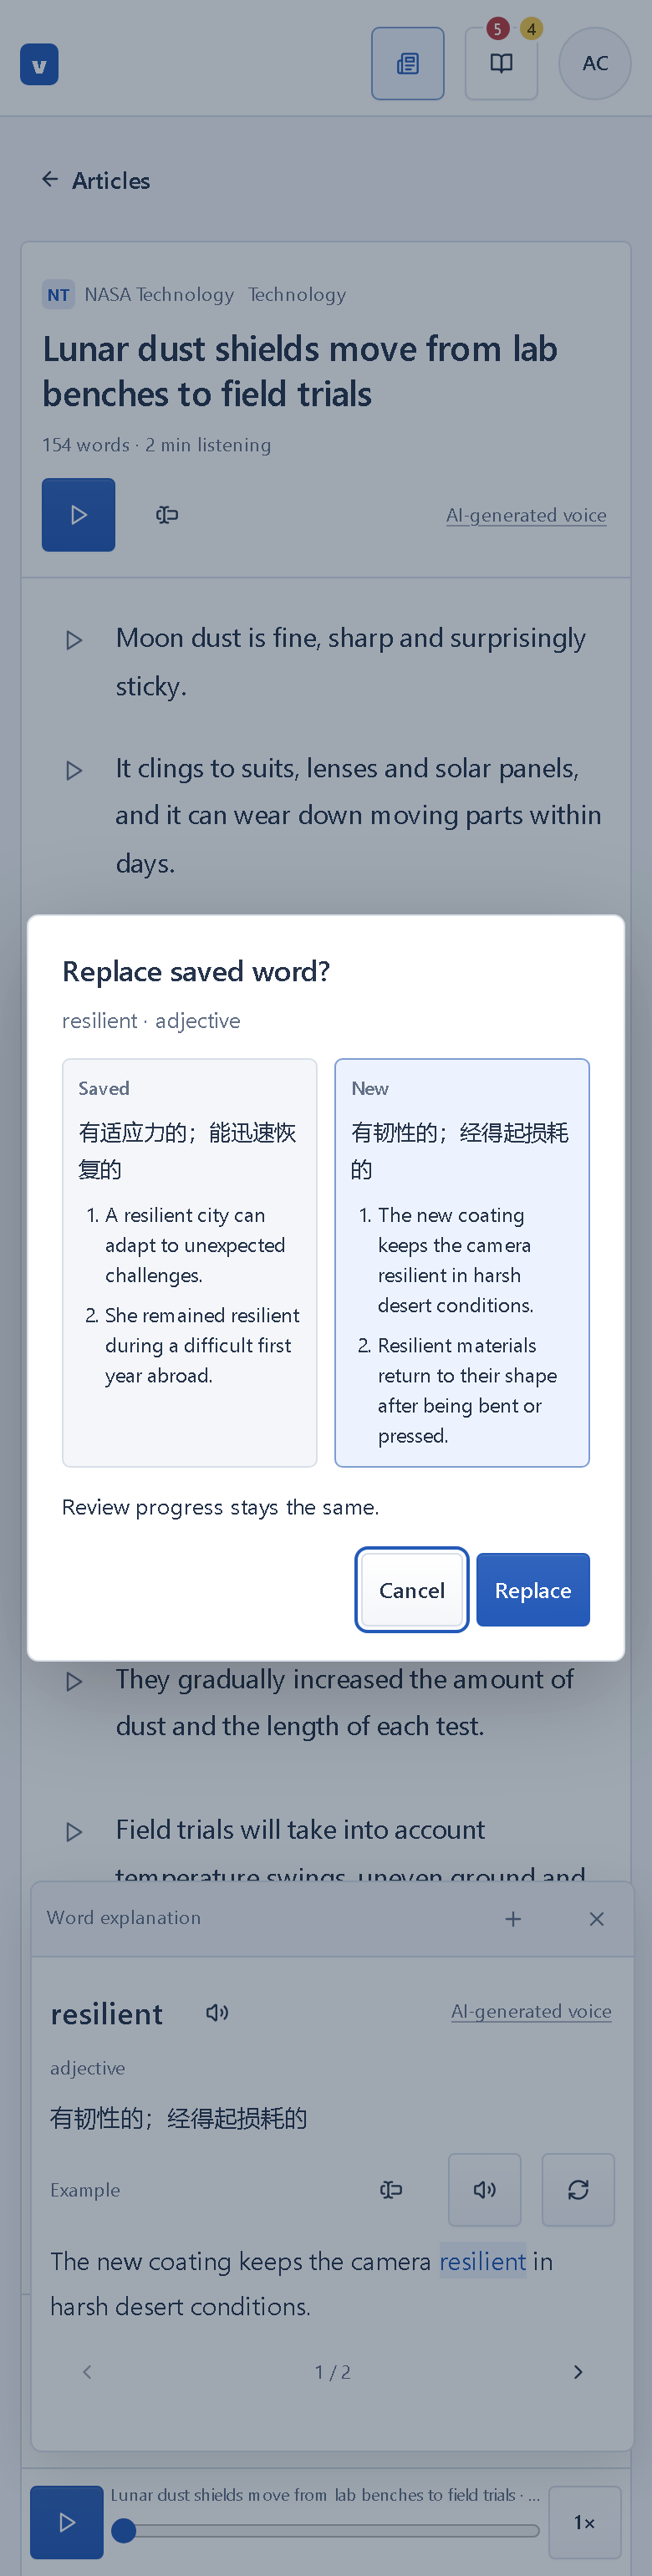 v
5
4
AC
Articles
NT NASA Technology Technology
Lunar dust shields move from lab
benches to field trials
154 words · 2 min listening
AI-generated voice
Moon dust is fine, sharp and surprisingly
sticky.
It clings to suits, lenses and solar panels,
and it can wear down moving parts within
days.
Replace saved word?
resilient · adjective
Saved
有适应力的；能迅速恢
复的
1. A resilient city can
adapt to unexpected
challenges.
2. She remained resilient
during a difficult first
year abroad.
New
有韧性的；经得起损耗
的
1. The new coating
keeps the camera
resilient in harsh
desert conditions.
2. Resilient materials
return to their shape
after being bent or
pressed.
Review progress stays the same.
Cancel
Replace
They gradually increased the amount of
dust and the length of each test.
Field trials will take into account
temperature swings, uneven ground and
Word explanation
resilient
AI-generated voice
adjective
有韧性的；经得起损耗的
Example
The new coating keeps the camera resilient in
harsh desert conditions.
1 / 2
Lunar dust shields move from lab benches to field trials · ...
1×